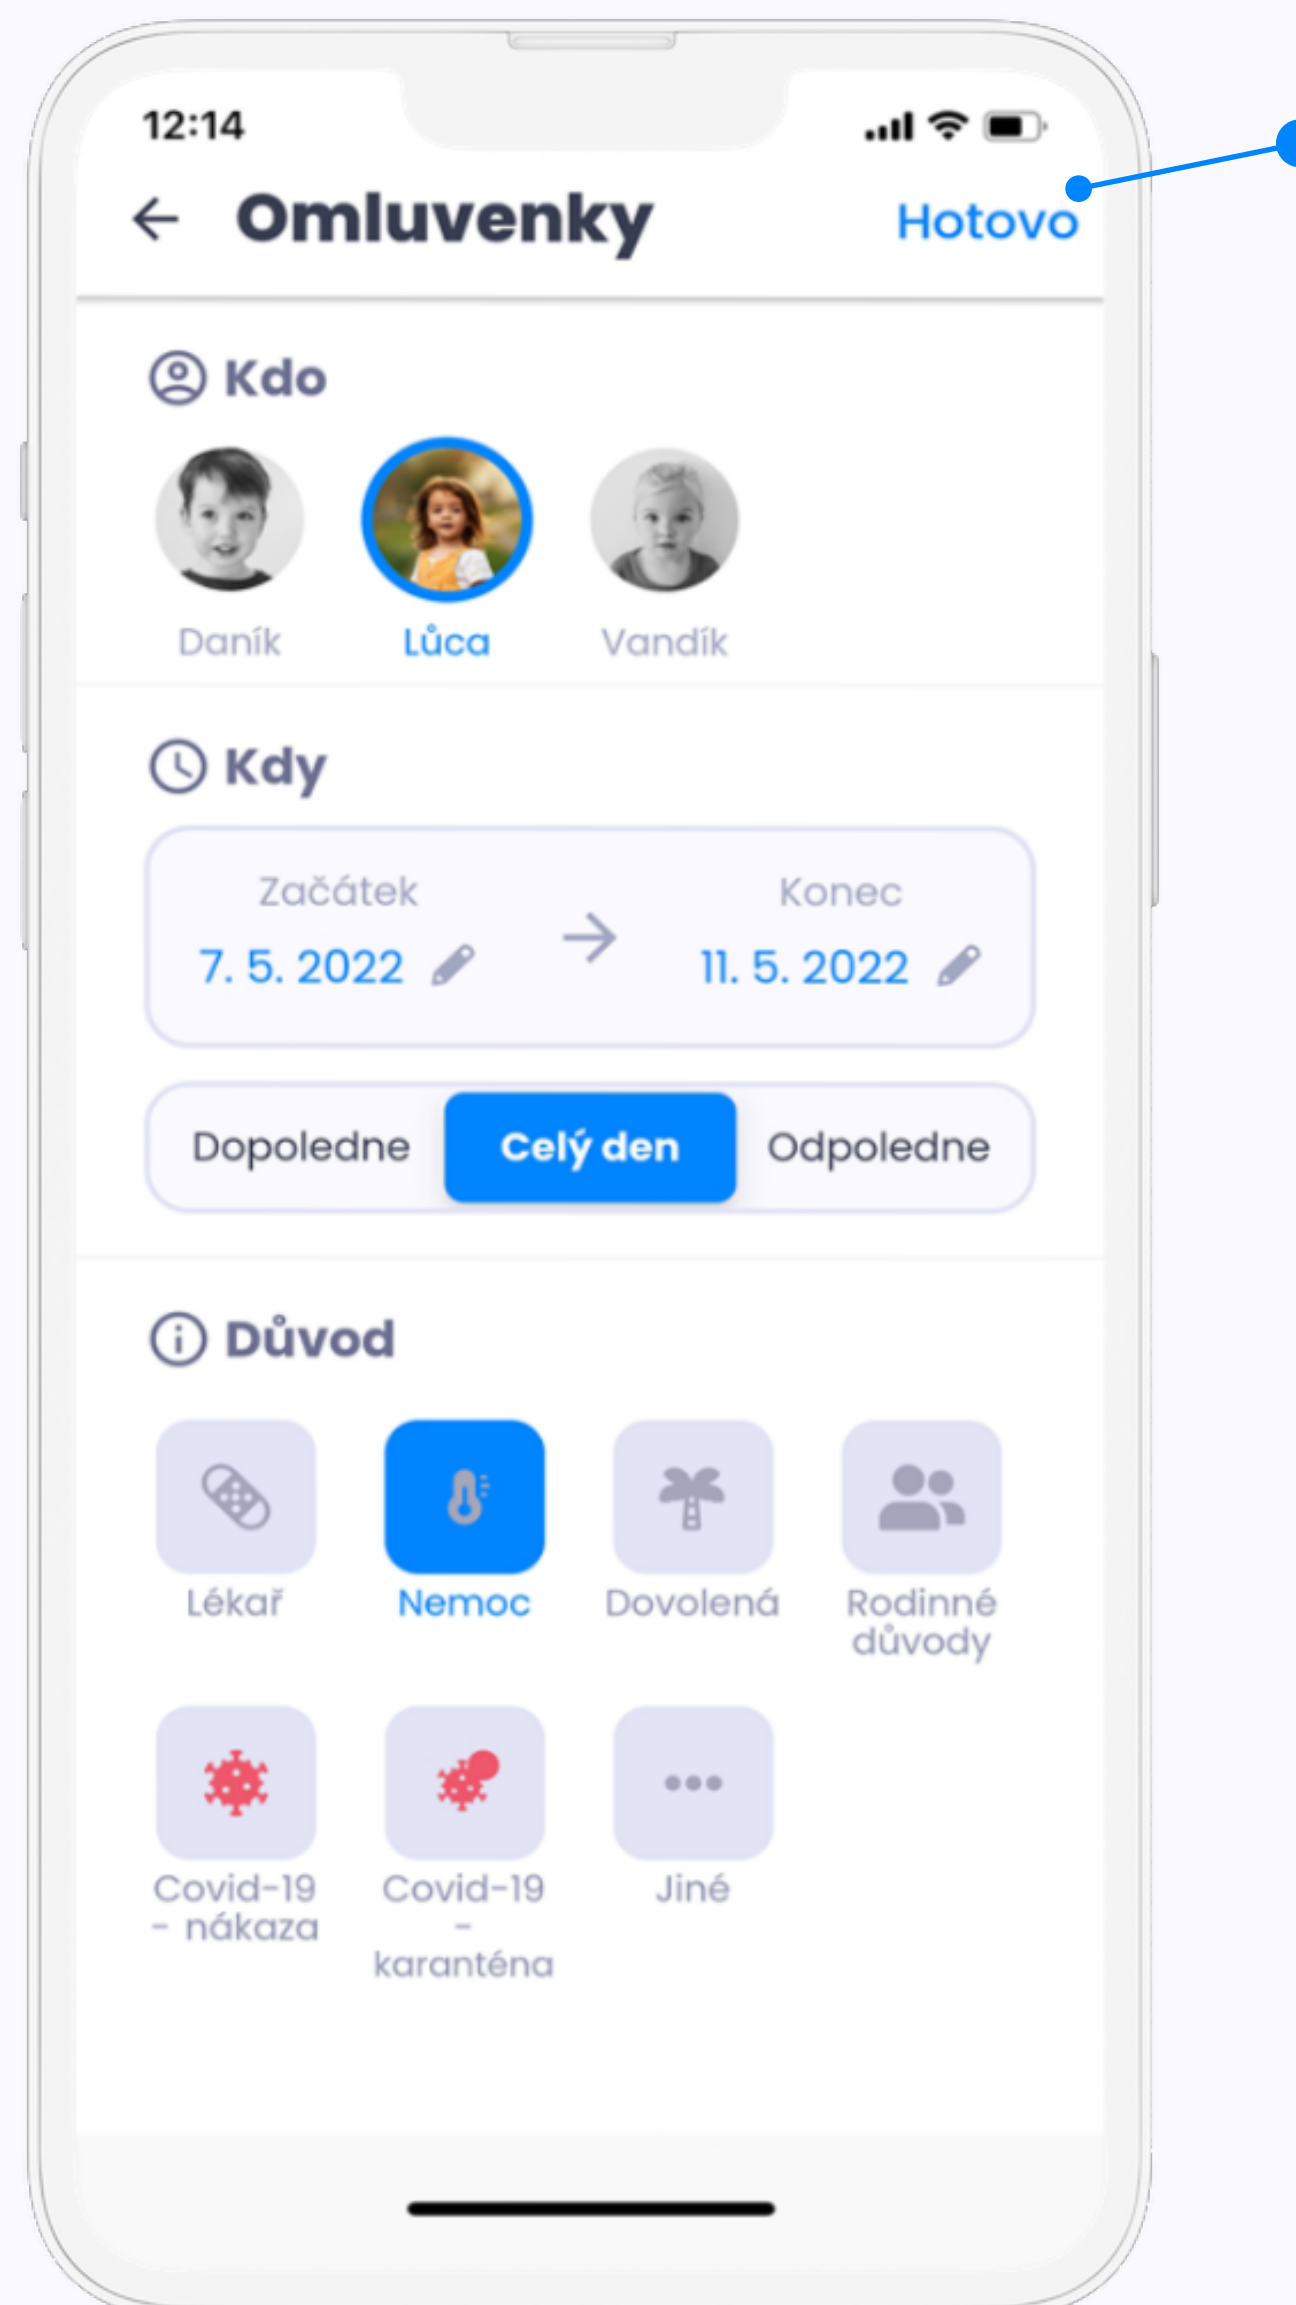 12:14
Omluvenky
Hotovo
Kdo
Daník
Lůca
Vandík
Kdy
Začátek
Konec
7. 5. 2022
11. 5. 2022
Dopoledne
Celý den
Odpoledne
Důvod
Lékař
Nemoc
Dovolená
Rodinné
důvody
Covid-19
- nákaza
Covid-19
-
karanténa
Jiné